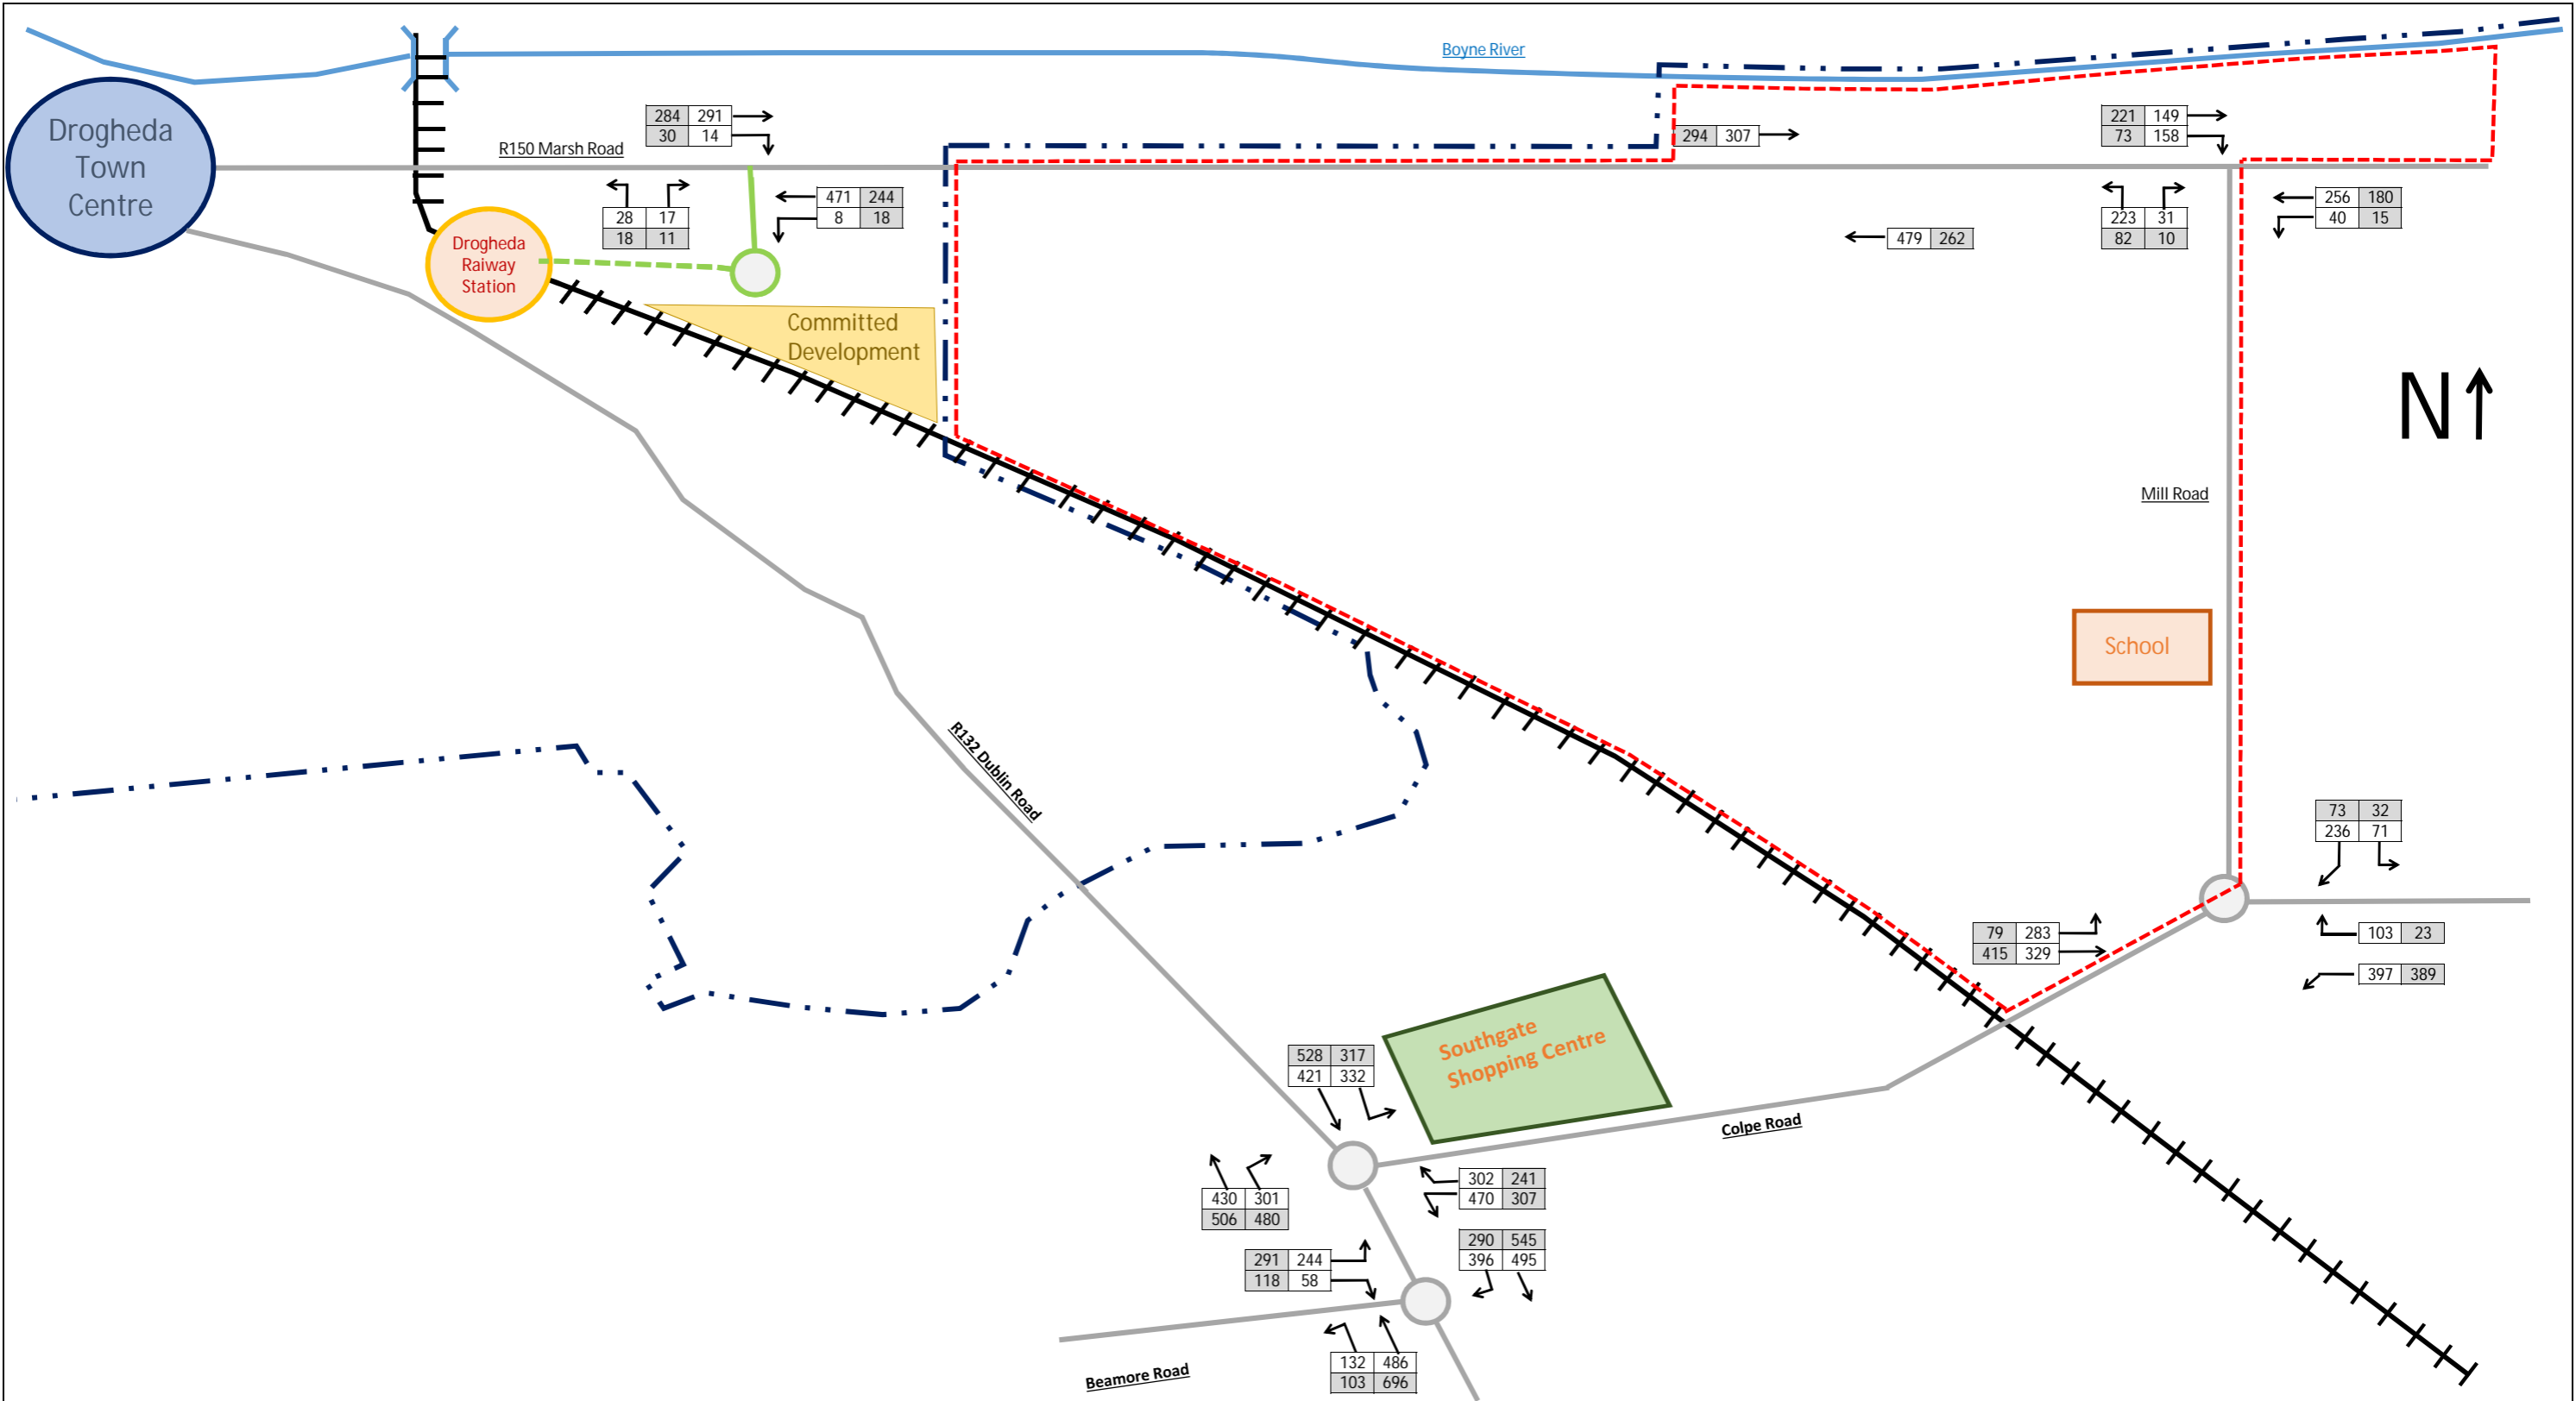 Boyne River
Drogheda
Town
Centre
284 291
30 14
R150 Marsh Road
294 307
221 149
73 158
28 17
18 11
471 244
8 18
479 262
223 31
82 10
256 180
40 15
Drogheda
Raiway
Station
Committed
Development
N
Mill Road
School
R132 Dublin Road
73 32
236 71
79 283
415 329
103 23
397 389
Southgate
Shopping Centre
528 317
421 332
Colpe Road
430 301
506 480
302 241
470 307
291 244
118 58
290 545
396 495
Beamore Road
132 486
103 696